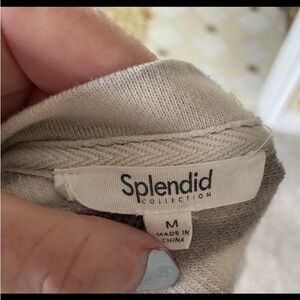 Splendid
COLLECTION
M
MADE IN
CHINA